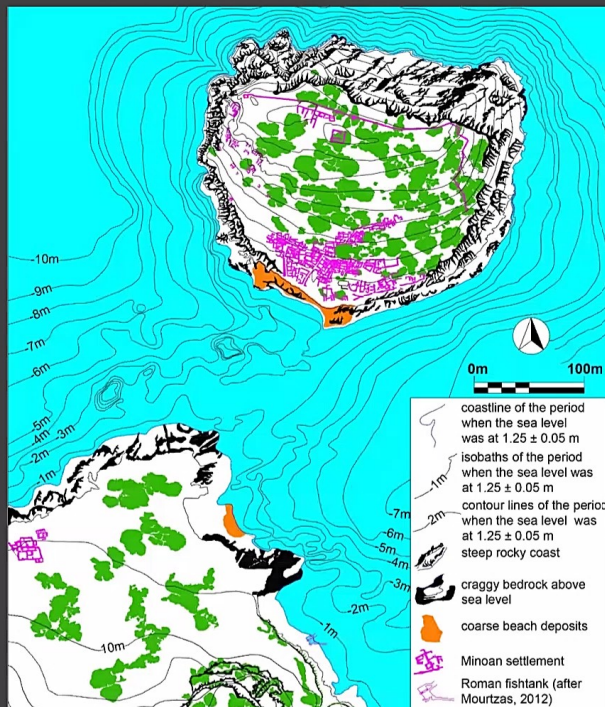 -10m
-9m
-8m
-7m
-6m
-5m
-4m
-3m
-2m
-1m
0m 100m
coastline of the period
when the sea level
was at 1.25 ± 0.05 m
isobaths of the period
when the sea level was
at 1.25 ± 0.05 m
-1m
contour lines of the period
when the sea level was
at 1.25 ± 0.05 m
-2m
steep rocky coast
craggy bedrock above
sea level
coarse beach deposits
Minoan settlement
Roman fishtank (after
Mourtzas, 2012)
-7m
-6m
-5m
-4m
-3m
-2m
-1m
10m